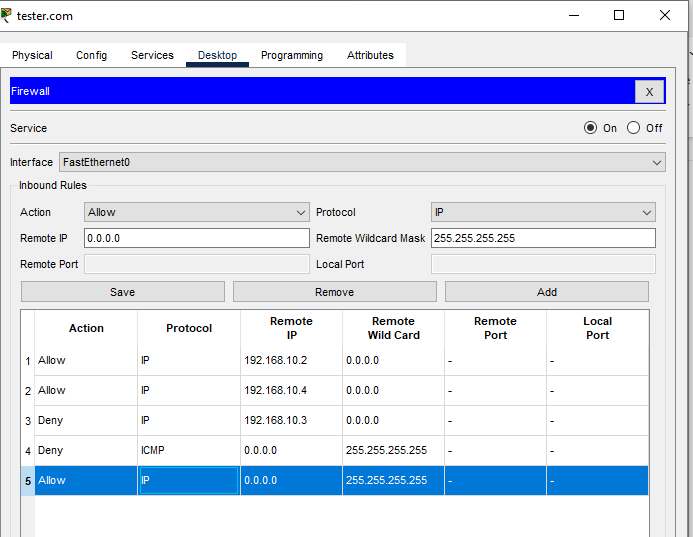 tester.com
Physical Config Services Desktop Programming Attributes
Firewall X
Service On Off
Interface FastEthernet0
Inbound Rules
Action Allow Protocol IP
Remote IP 0.0.0.0 Remote Wildcard Mask 255.255.255.255
Remote Port Local Port
Save Remove Add
Action Protocol Remote IP Remote Wild Card Remote Port Local Port
1 Allow IP 192.168.10.2 0.0.0.0 - -
2 Allow IP 192.168.10.4 0.0.0.0 - -
3 Deny IP 192.168.10.3 0.0.0.0 - -
4 Deny ICMP 0.0.0.0 255.255.255.255 - -
5 Allow IP 0.0.0.0 255.255.255.255 - -